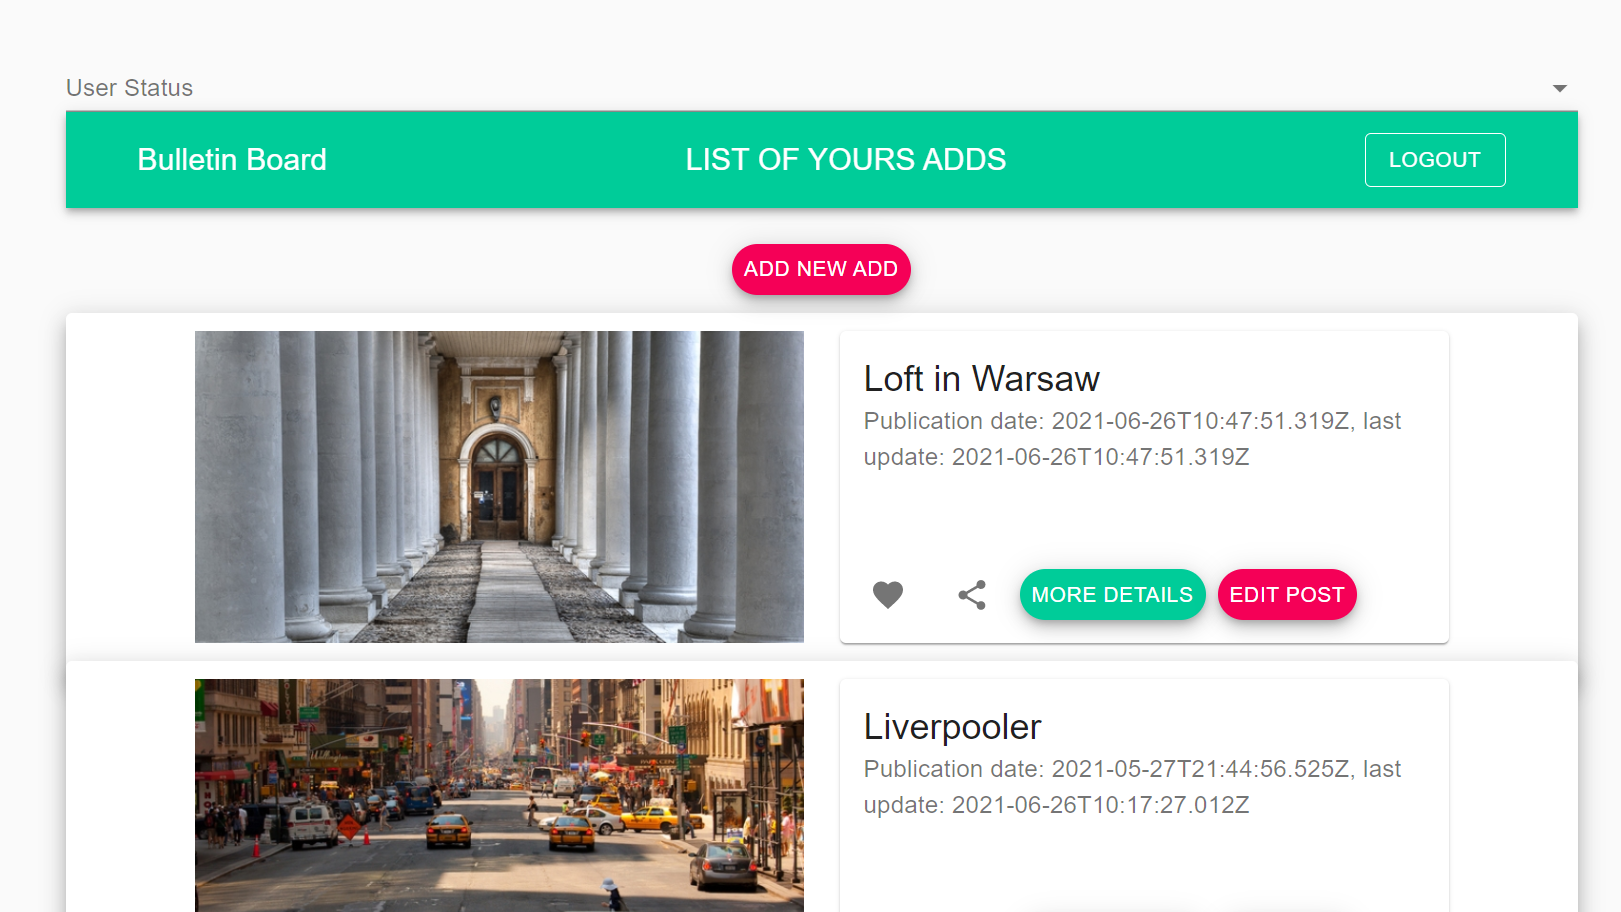 User Status
Bulletin Board
LIST OF YOURS ADDS
LOGOUT
ADD NEW ADD
Loft in Warsaw
Publication date: 2021-06-26T10:47:51.319Z, last
update: 2021-06-26T10:47:51.319Z
MORE DETAILS
EDIT POST
Liverpooler
Publication date: 2021-05-27T21:44:56.525Z, last
update: 2021-06-26T10:17:27.012Z